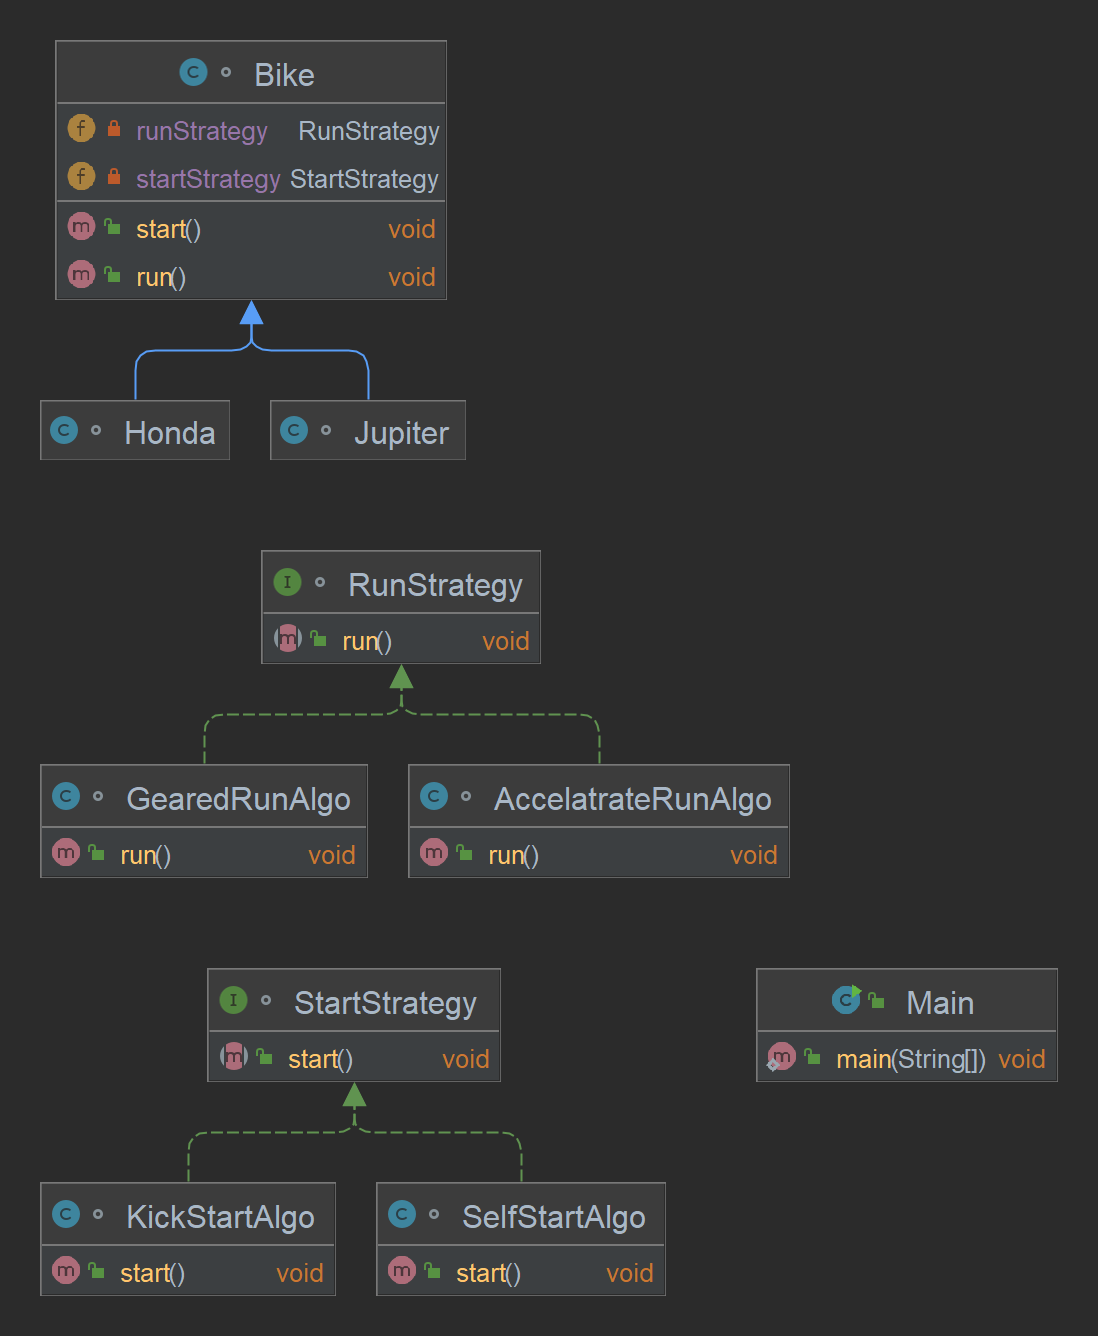 Bike
runStrategy RunStrategy
startStrategy StartStrategy
start() void
run() void
Honda Jupiter
RunStrategy
run() void
GearedRunAlgo AccelatrateRunAlgo
run() void run() void
StartStrategy Main
start() void main(String[]) void
KickStartAlgo SelfStartAlgo
start() void start() void